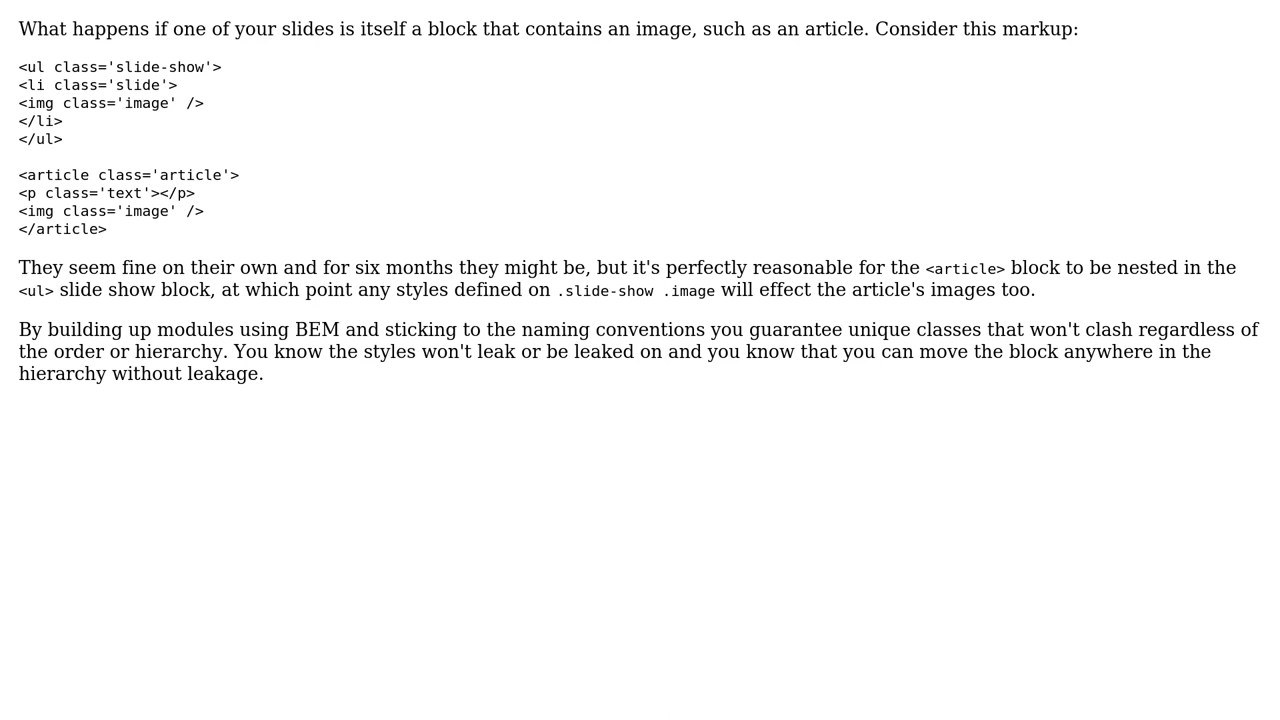 What happens if one of your slides is itself a block that contains an image, such as an article. Consider this markup:
<ul class='slide-show'>
<li class='slide'>
<img class='image' />
</li>
</ul>
<article class='article'>
<p class='text'></p>
<img class='image' />
</article>
They seem fine on their own and for six months they might be, but it's perfectly reasonable for the <article> block to be nested in the
<ul> slide show block, at which point any styles defined on .slide-show .image will effect the article's images too.
By building up modules using BEM and sticking to the naming conventions you guarantee unique classes that won't clash regardless of
the order or hierarchy. You know the styles won't leak or be leaked on and you know that you can move the block anywhere in the
hierarchy without leakage.